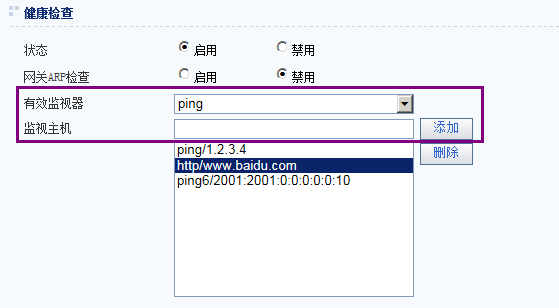 健康检查
状态 启用 禁用
网关ARP检查 启用 禁用
有效监视器 ping
监视主机 添加
ping/1.2.3.4 删除
http/www.baidu.com
ping6/2001:2001:0:0:0:0:0:10